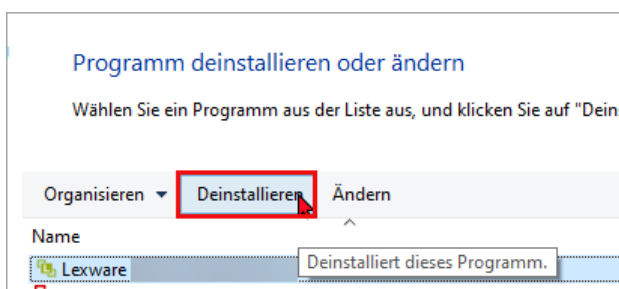 Programm deinstallieren oder ändern
Wählen Sie ein Programm aus der Liste aus, und klicken Sie auf "Deins
Organisieren Deinstallieren Ändern
Name
Lexware
Deinstalliert dieses Programm.